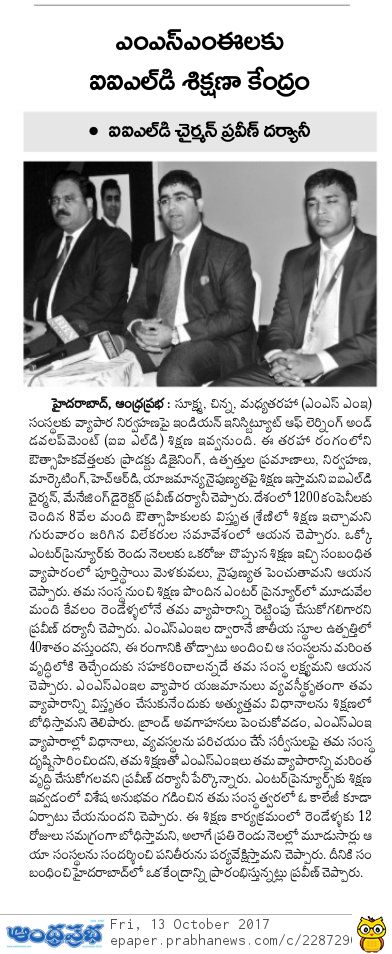 ఎంఎస్ఎంఈలకు
ఐఐఎల్‌డి శిక్షణా కేంద్రం
• ఐఐఎల్‌డి చైర్మన్ ప్రవీణ్ దర్యానీ
హైదరాబాద్, ఆంధ్రప్రభ : సూక్ష్మ, చిన్న, మధ్యతరహా (ఎంఎస్ ఎంఇ)
సంస్థలకు వ్యాపార నిర్వహణపై ఇండియన్ ఇనిస్టిట్యూట్ ఆఫ్ లెర్నింగ్ అండ్
డవలప్‌మెంట్ (ఐఐ ఎల్‌డి) శిక్షణ ఇవ్వనుంది. ఈ తరహా రంగంలోని
ఔత్సాహికవేత్తలకు ప్రాడక్టు డిజైనింగ్, ఉత్పత్తుల ప్రమాణాలు, నిర్వహణ,
మార్కెటింగ్, హెచ్‌ఆర్‌డి, యాజమాన్య నైపుణ్యతపై శిక్షణ ఇస్తామని ఐఐఎల్‌డి
చైర్మన్, మేనేజింగ్ డైరెక్టర్ ప్రవీణ్ దర్యానీ చెప్పారు. దేశంలో 1200 కంపెనీలకు
చెందిన 8వేల మంది ఔత్సాహికులకు విస్తృత శ్రేణిలో శిక్షణ ఇచ్చామని
గురువారం జరిగిన విలేకరుల సమావేశంలో ఆయన చెప్పారు. ఒక్కో
ఎంటర్‌ప్రెన్యూర్‌కు రెండు నెలలకు ఒకరోజు చొప్పున శిక్షణ ఇచ్చి సంబంధిత
వ్యాపారంలో పూర్తిస్థాయి మెళకువలు, నైపుణ్యత పెంచుతామని ఆయన
చెప్పారు. తమ సంస్థ నుంచి శిక్షణ పొందిన ఎంటర్ ప్రెన్యూర్‌లో మూడువేల
మంది కేవలం రెండేళ్ళలోనే తమ వ్యాపారాన్ని రెట్టింపు చేసుకోగలిగారని
ప్రవీణ్ దర్యానీ చెప్పారు. ఎంఎస్ఎంఇల ద్వారానే జాతీయ స్థూల ఉత్పత్తిలో
40శాతం వస్తుందని, ఈ రంగానికి తోడ్పాటు అందించి ఆ సంస్థలను మరింత
వృద్ధిలోకి తెచ్చేందుకు సహకరించాలన్నదే తమ సంస్థ లక్ష్యమని ఆయన
చెప్పారు. ఎంఎస్ఎంఇల వ్యాపార యజమానులు వ్యవస్థీకృతంగా తమ
వ్యాపారాన్ని విస్తృతం చేసుకునేందుకు అత్యుత్తమ విధానాలను శిక్షణలో
బోధిస్తామని తెలిపారు. బ్రాండ్ అవగాహనలు పెంచుకోవడం, ఎంఎస్ఎంఇ
వ్యాపారాల్లో విధానాలు, వ్యవస్థలను పరిచయం చేసే సర్వీసులపై తమ సంస్థ
దృష్టిసారించిందని, తమ శిక్షణతో ఎంఎస్ఎంఇలు తమ వ్యాపారాన్ని మరింత
వృద్ధి చేసుకోగలవని ప్రవీణ్ దర్యానీ పేర్కొన్నారు. ఎంటర్‌ప్రెన్యూర్స్‌కు శిక్షణ
ఇవ్వడంలో విశేష అనుభవం గడించిన తమ సంస్థ త్వరలో ఓ కాలేజీ కూడా
ఏర్పాటు చేయనుందని చెప్పారు. ఈ శిక్షణ కార్యక్రమంలో రెండేళ్ళకు 12
రోజులు సమగ్రంగా బోధిస్తామని, అలాగే ప్రతి రెండు నెలల్లో మూడుసార్లు ఆ
యా సంస్థలను సందర్శించి పనితీరును పర్యవేక్షిస్తామని చెప్పారు. దీనికి సం
బంధించి హైదరాబాద్‌లో ఒక కేంద్రాన్ని ప్రారంభిస్తున్నట్లు ప్రవీణ్ చెప్పారు.
ఆంధ్రప్రభ
Fri, 13 October 2017
epaper.prabhanews.com/c/2287290